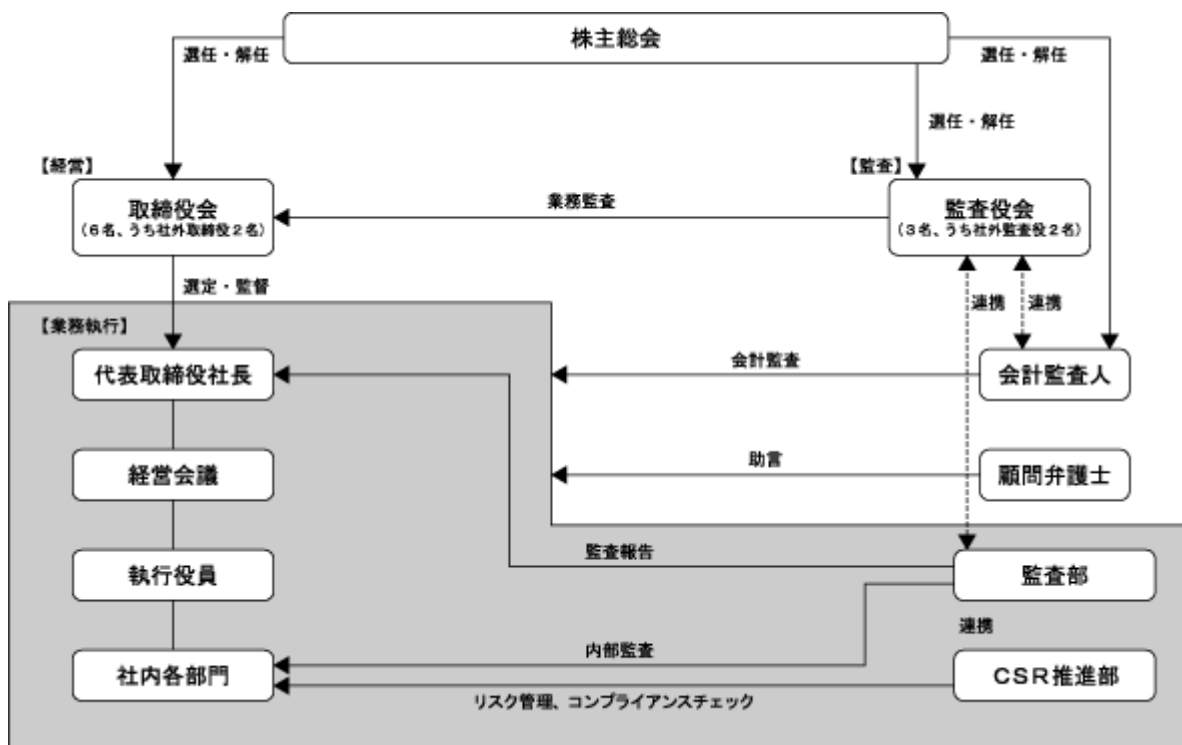 株主総会
選任・解任
選任・解任
選任・解任
【経営】
【監査】
取締役会
(6名、うち社外取締役2名)
業務監査
監査役会
(3名、うち社外監査役2名)
選定・監督
連携
連携
【業務執行】
代表取締役社長
会計監査
会計監査人
経営会議
助言
顧問弁護士
監査報告
執行役員
監査部
連携
内部監査
社内各部門
CSR推進部
リスク管理、コンプライアンスチェック